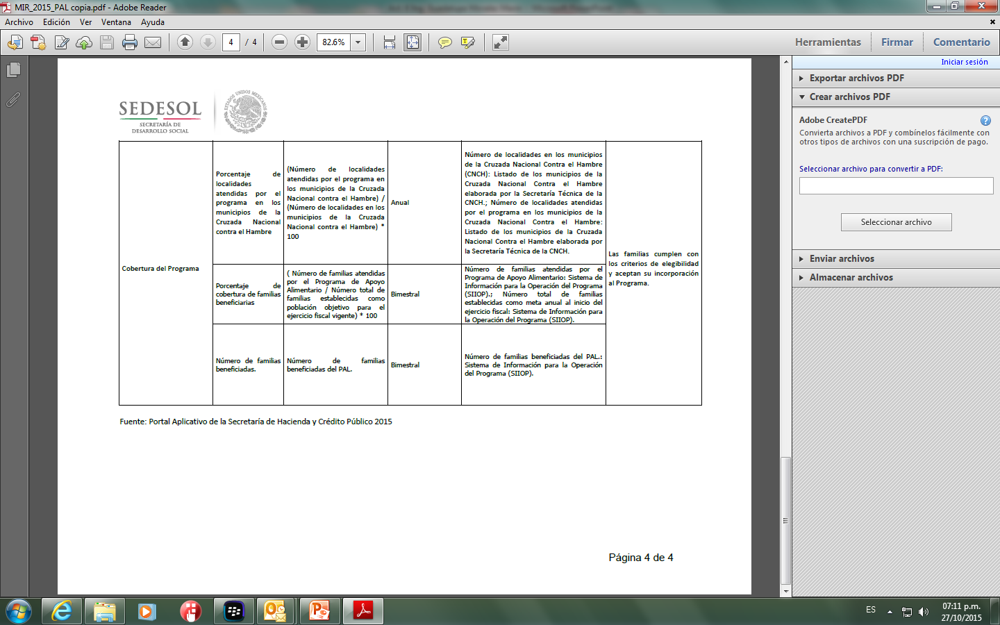 MIR_2015_PAL copia.pdf - Adobe Reader
Archivo Edición Ver Ventana Ayuda
4 / 4 82.6% Herramientas Firmar Comentario
Iniciar sesión
Exportar archivos PDF
Crear archivos PDF
Adobe CreatePDF
Convierta archivos a PDF y combínelos fácilmente con
otros tipos de archivos con una suscripción de pago.
Seleccionar archivo para convertir a PDF:
Seleccionar archivo
Enviar archivos
Almacenar archivos
SEDESOL
SECRETARÍA DE
DESARROLLO SOCIAL
ESTADOS UNIDOS MEXICANOS
Cobertura del Programa
Porcentaje de
localidades
atendidas por el
programa en los
municipios de la
Cruzada Nacional
contra el Hambre
(Número de localidades
atendidas por el programa en
los municipios de la Cruzada
Nacional contra el Hambre) /
(Número de localidades en los
municipios de la Cruzada
Nacional contra el Hambre) *
100
Anual
Número de localidades en los municipios
de la Cruzada Nacional Contra el Hambre
(CNCH): Listado de los municipios de la
Cruzada Nacional Contra el Hambre
elaborada por la Secretaría Técnica de la
CNCH.; Número de localidades atendidas
por el programa en los municipios de la
Cruzada Nacional Contra el Hambre:
Listado de los municipios de la Cruzada
Nacional Contra el Hambre elaborada por
la Secretaría Técnica de la CNCH.
Las familias cumplen con
los criterios de elegibilidad
y aceptan su incorporación
al Programa.
Porcentaje de
cobertura de familias
beneficiarias
( Número de familias atendidas
por el Programa de Apoyo
Alimentario / Número total de
familias establecidas como
población objetivo para el
ejercicio fiscal vigente) * 100
Bimestral
Número de familias atendidas por el
Programa de Apoyo Alimentario: Sistema de
Información para la Operación del Programa
(SIIOP).; Número total de familias
establecidas como meta anual al inicio del
ejercicio fiscal: Sistema de Información para
la Operación del Programa (SIIOP).
Número de familias
beneficiadas.
Número de familias
beneficiadas del PAL.
Bimestral
Número de familias beneficiadas del PAL.:
Sistema de Información para la Operación
del Programa (SIIOP).
Fuente: Portal Aplicativo de la Secretaría de Hacienda y Crédito Público 2015
Página 4 de 4
ES
07:11 p.m.
27/10/2015